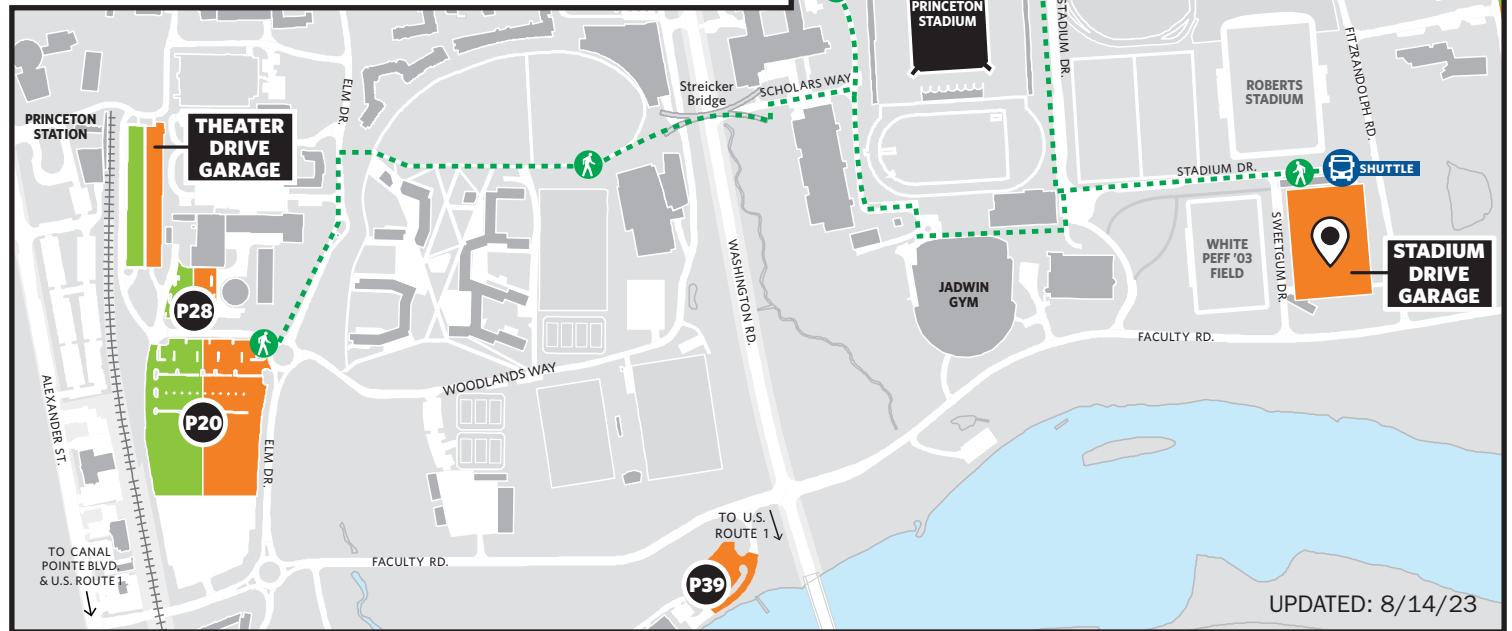 PRINCETON
STADIUM
STADIUM DR.
FITZRANDOLPH RD.
ELM DR.
Streicker
Bridge
SCHOLARS WAY
ROBERTS
STADIUM
PRINCETON
STATION
THEATER
DRIVE
GARAGE
STADIUM DR.
SHUTTLE
SWEETGUM DR.
WHITE
PEFF '03
FIELD
STADIUM
DRIVE
GARAGE
WASHINGTON RD.
JADWIN
GYM
P28
FACULTY RD.
WOODLANDS WAY
ALEXANDER ST.
P20
ELM DR.
TO U.S.
ROUTE 1
TO CANAL
POINTE BLVD.
& U.S. ROUTE 1
FACULTY RD.
P39
UPDATED: 8/14/23